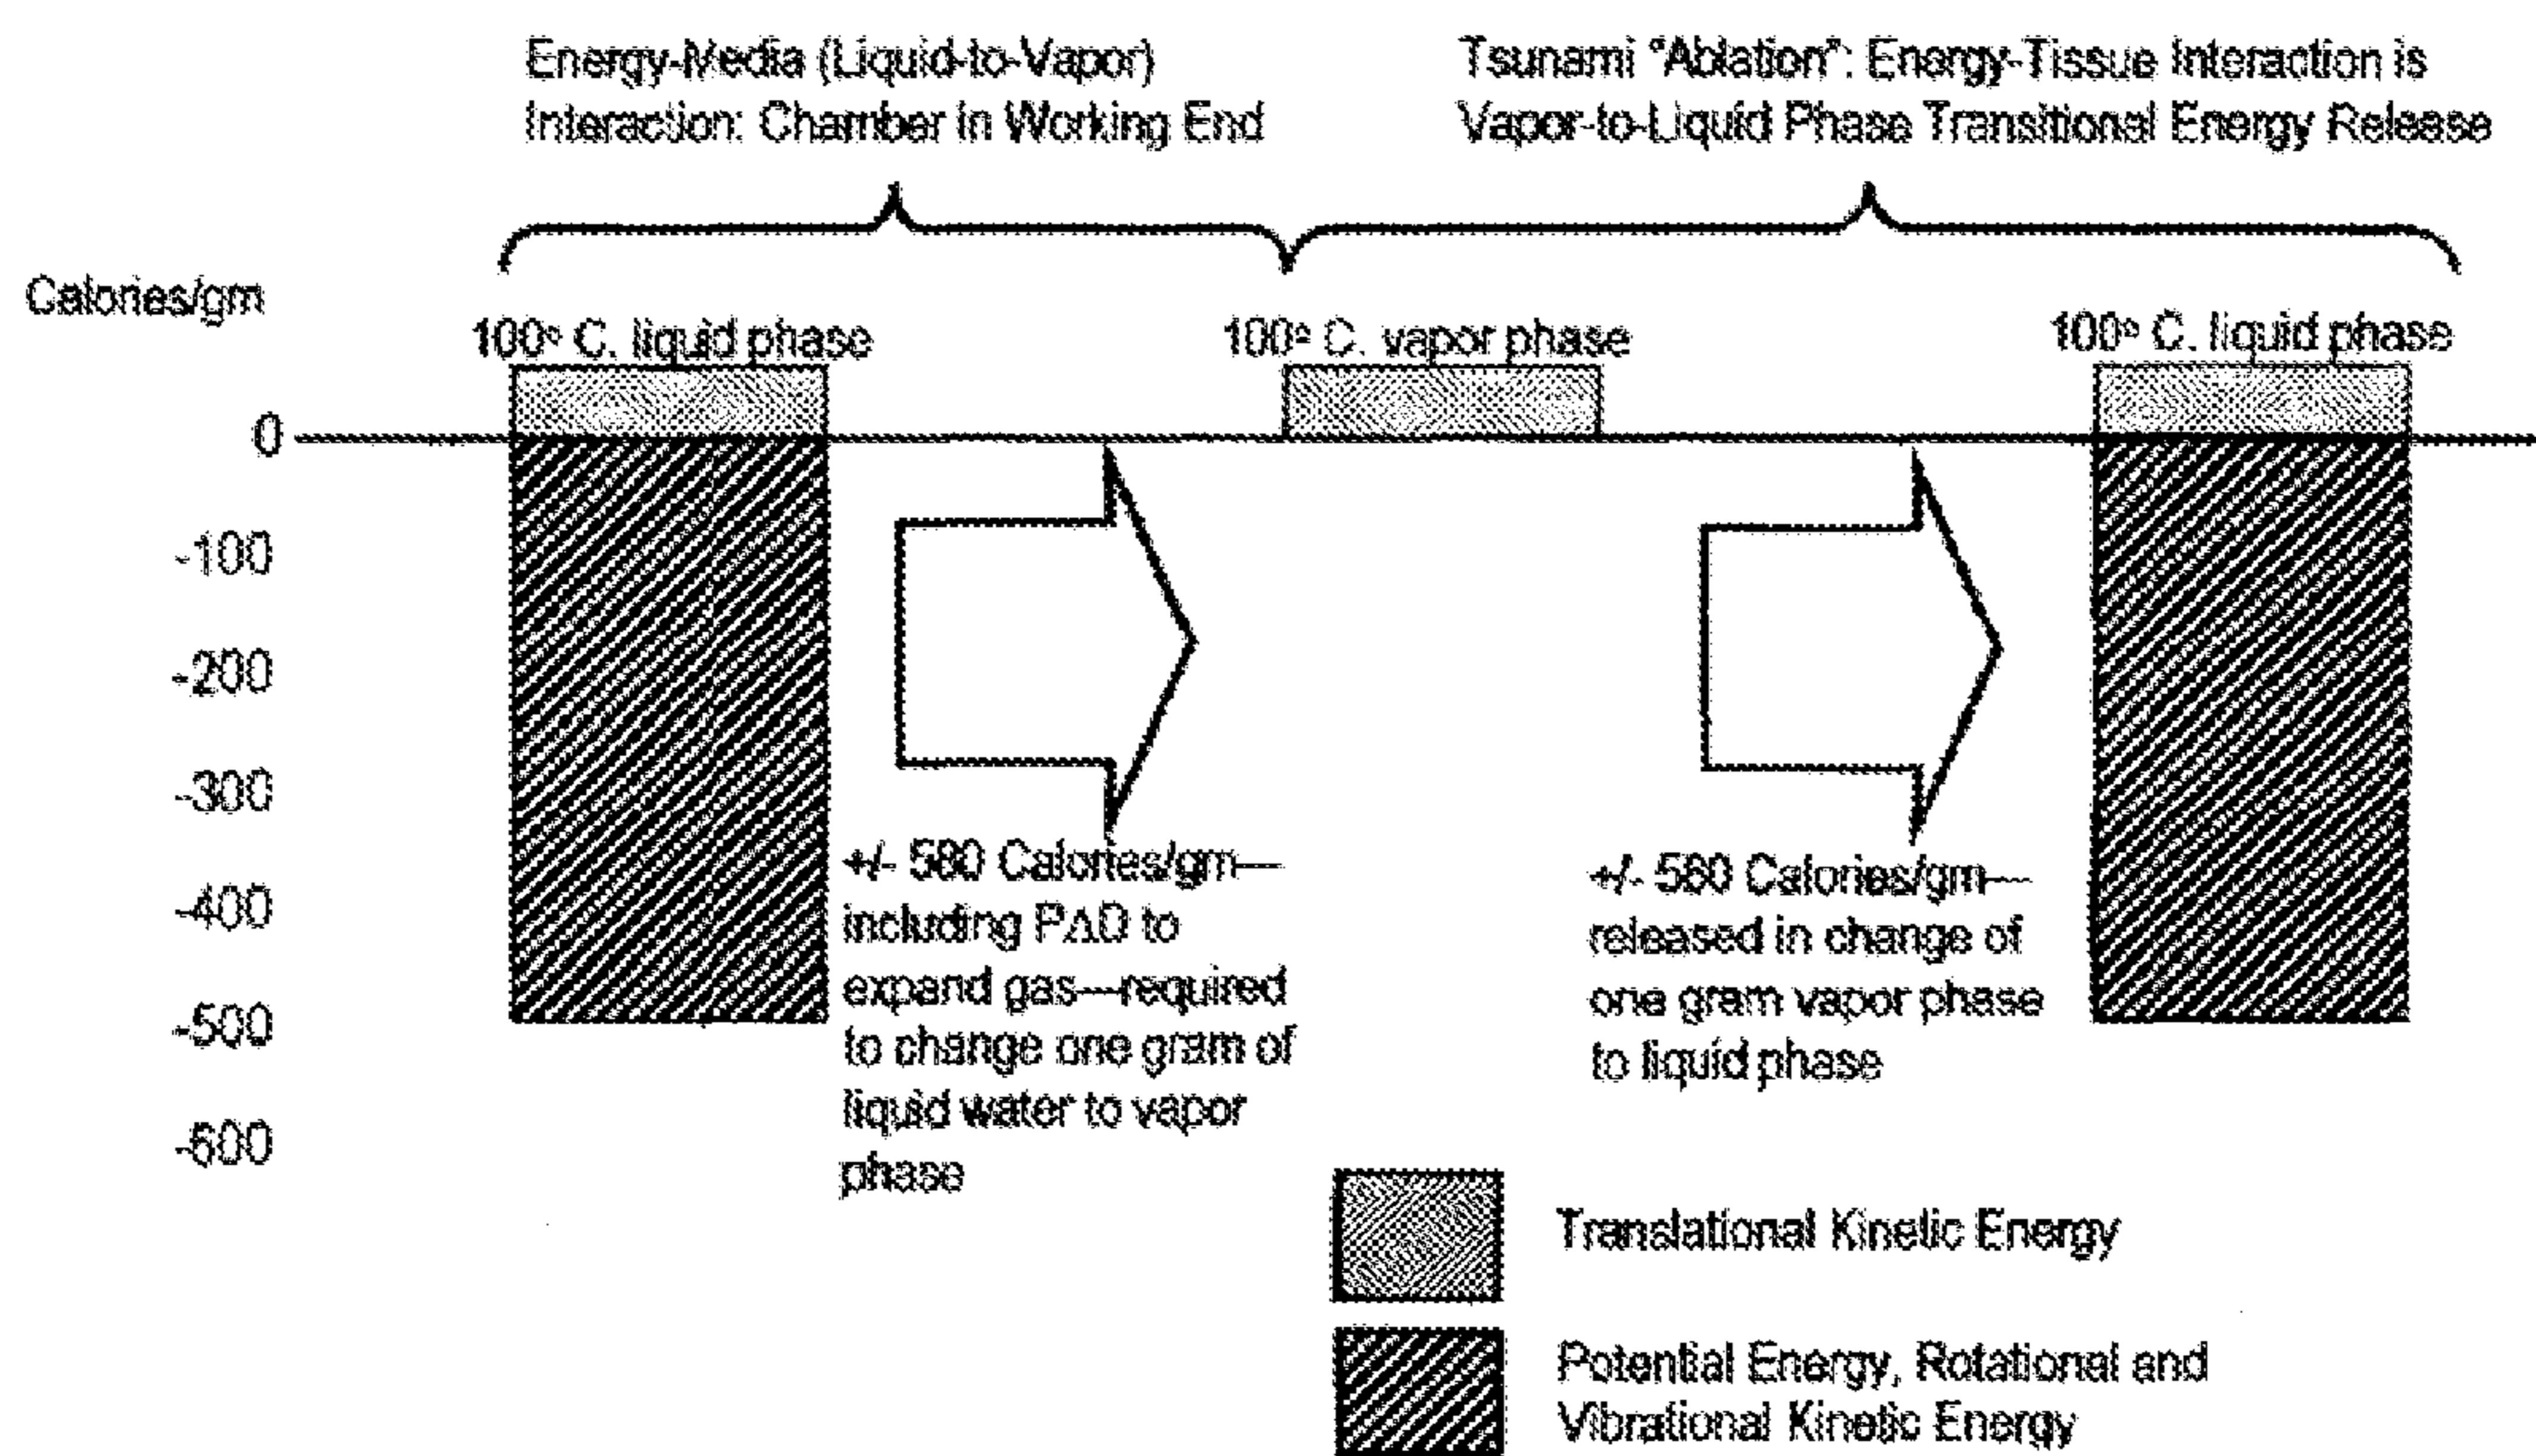 Energy-Media (Liquid-to-Vapor)
Interaction: Chamber in Working End
Tsunami "Ablation": Energy-Tissue Interaction is
Vapor-to-Liquid Phase Transitional Energy Release
Calories/gm
100º C. liquid phase
100º C. vapor phase
100º C. liquid phase
0
-100
-200
-300
-400
-500
-600
+/- 580 Calories/gm—
including PΔD to
expand gas—required
to change one gram of
liquid water to vapor
phase
+/- 580 Calories/gm—
released in change of
one gram vapor phase
to liquid phase
Translational Kinetic Energy
Potential Energy, Rotational and
Vibrational Kinetic Energy